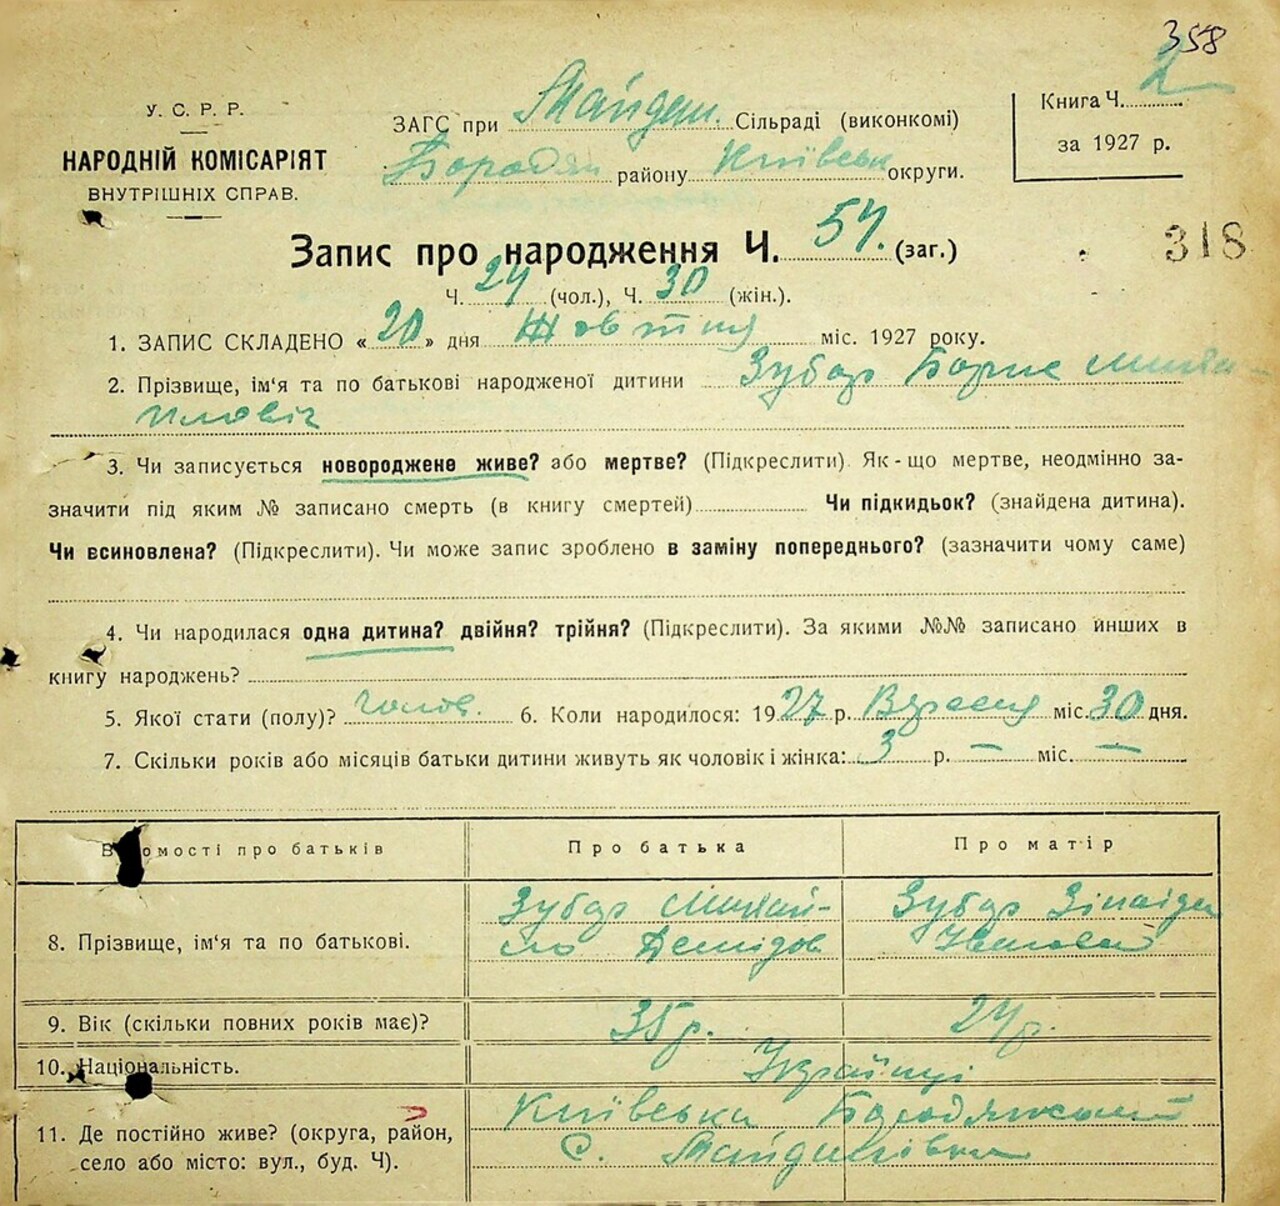 358
У. С. Р. Р.
НАРОДНІЙ КОМІСАРІЯТ
ВНУТРІШНІХ СПРАВ.
ЗАГС при Майдан. Сільраді (виконкомі)
Бородян району Київськ округи.
Книга Ч. 2
за 1927 р.
Запис про народження Ч. 54. (заг.)
318
Ч. 24 (чол.), Ч. 30 (жін.).
1. ЗАПИС СКЛАДЕНО « 20 » дня Жовтня міс. 1927 року.
2. Прізвище, ім'я та по батькові народженої дитини Зубар Борис Миха-
йловіч
3. Чи записується новороджене живе? або мертве? (Підкреслити). Як-що мертве, неодмінно за-
значити під яким № записано смерть (в книгу смертей) Чи підкидьок? (знайдена дитина).
Чи всиновлена? (Підкреслити). Чи може запис зроблено в заміну попереднього? (зазначити чому саме)
4. Чи народилася одна дитина? двійня? трійня? (Підкреслити). За якими №№ записано инших в
книгу народжень?
5. Якої стати (полу)? чолов. 6. Коли народилося: 1927 р. Вересня міс. 30 дня.
7. Скільки років або місяців батьки дитини живуть як чоловік і жінка: 3 р. — міс. —
Відомості про батьків Про батька Про матір
8. Прізвище, ім'я та по батькові.
Зубар Михай-
ло Демідов
Зубар Зінаіда
Івановна
9. Вік (скільки повних років має)? 35 р. 24 р.
10. Національність. Українці
11. Де постійно живе? (округа, район,
село або місто: вул., буд. Ч).
Київська Бородянський
с. Майданівка